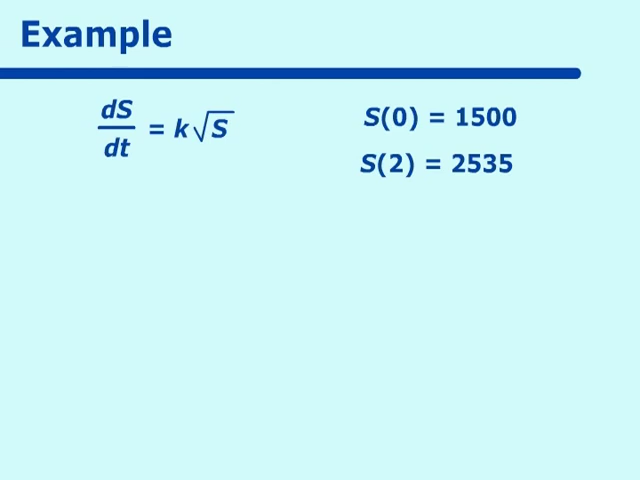 Example
dS/dt = k√S
S(0) = 1500
S(2) = 2535